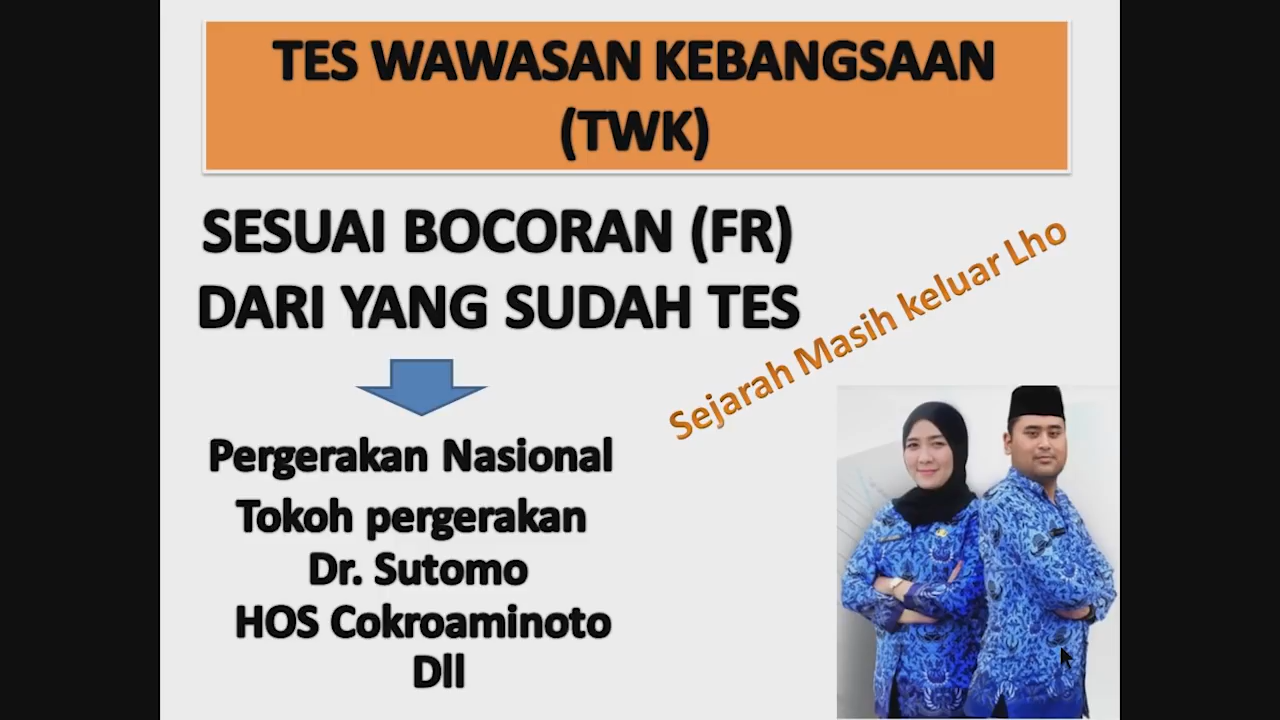 TES WAWASAN KEBANGSAAN
(TWK)
SESUAI BOCORAN (FR)
DARI YANG SUDAH TES
Sejarah Masih keluar Lho
Pergerakan Nasional
Tokoh pergerakan
Dr. Sutomo
HOS Cokroaminoto
Dll